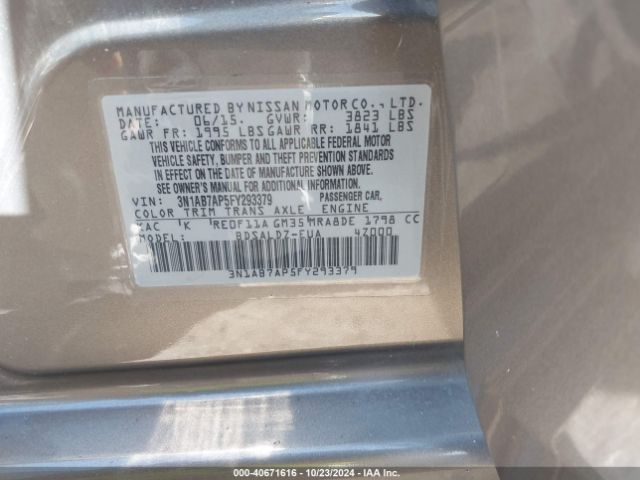 MANUFACTURED BY NISSAN MOTOR CO., LTD.
DATE: 06/15. GVWR: 3823 LBS
GAWR FR: 1995 LBS GAWR RR: 1841 LBS
THIS VEHICLE CONFORMS TO ALL APPLICABLE FEDERAL MOTOR
VEHICLE SAFETY, BUMPER AND THEFT PREVENTION STANDARDS
IN EFFECT ON THE DATE OF MANUFACTURE SHOWN ABOVE.
SEE OWNER'S MANUAL FOR ADDITIONAL INFORMATION.
VIN: 3N1AB7AP5FY293379 PASSENGER CAR,
COLOR TRIM TRANS AXLE ENGINE
K REOF11A GM35 MRA8DE 1798 CC
MODEL: BDSALDZ-EUA 4Z000
3N1AB7AP5FY293379
000-40671616 | 10/23/2024 | IAA Inc.